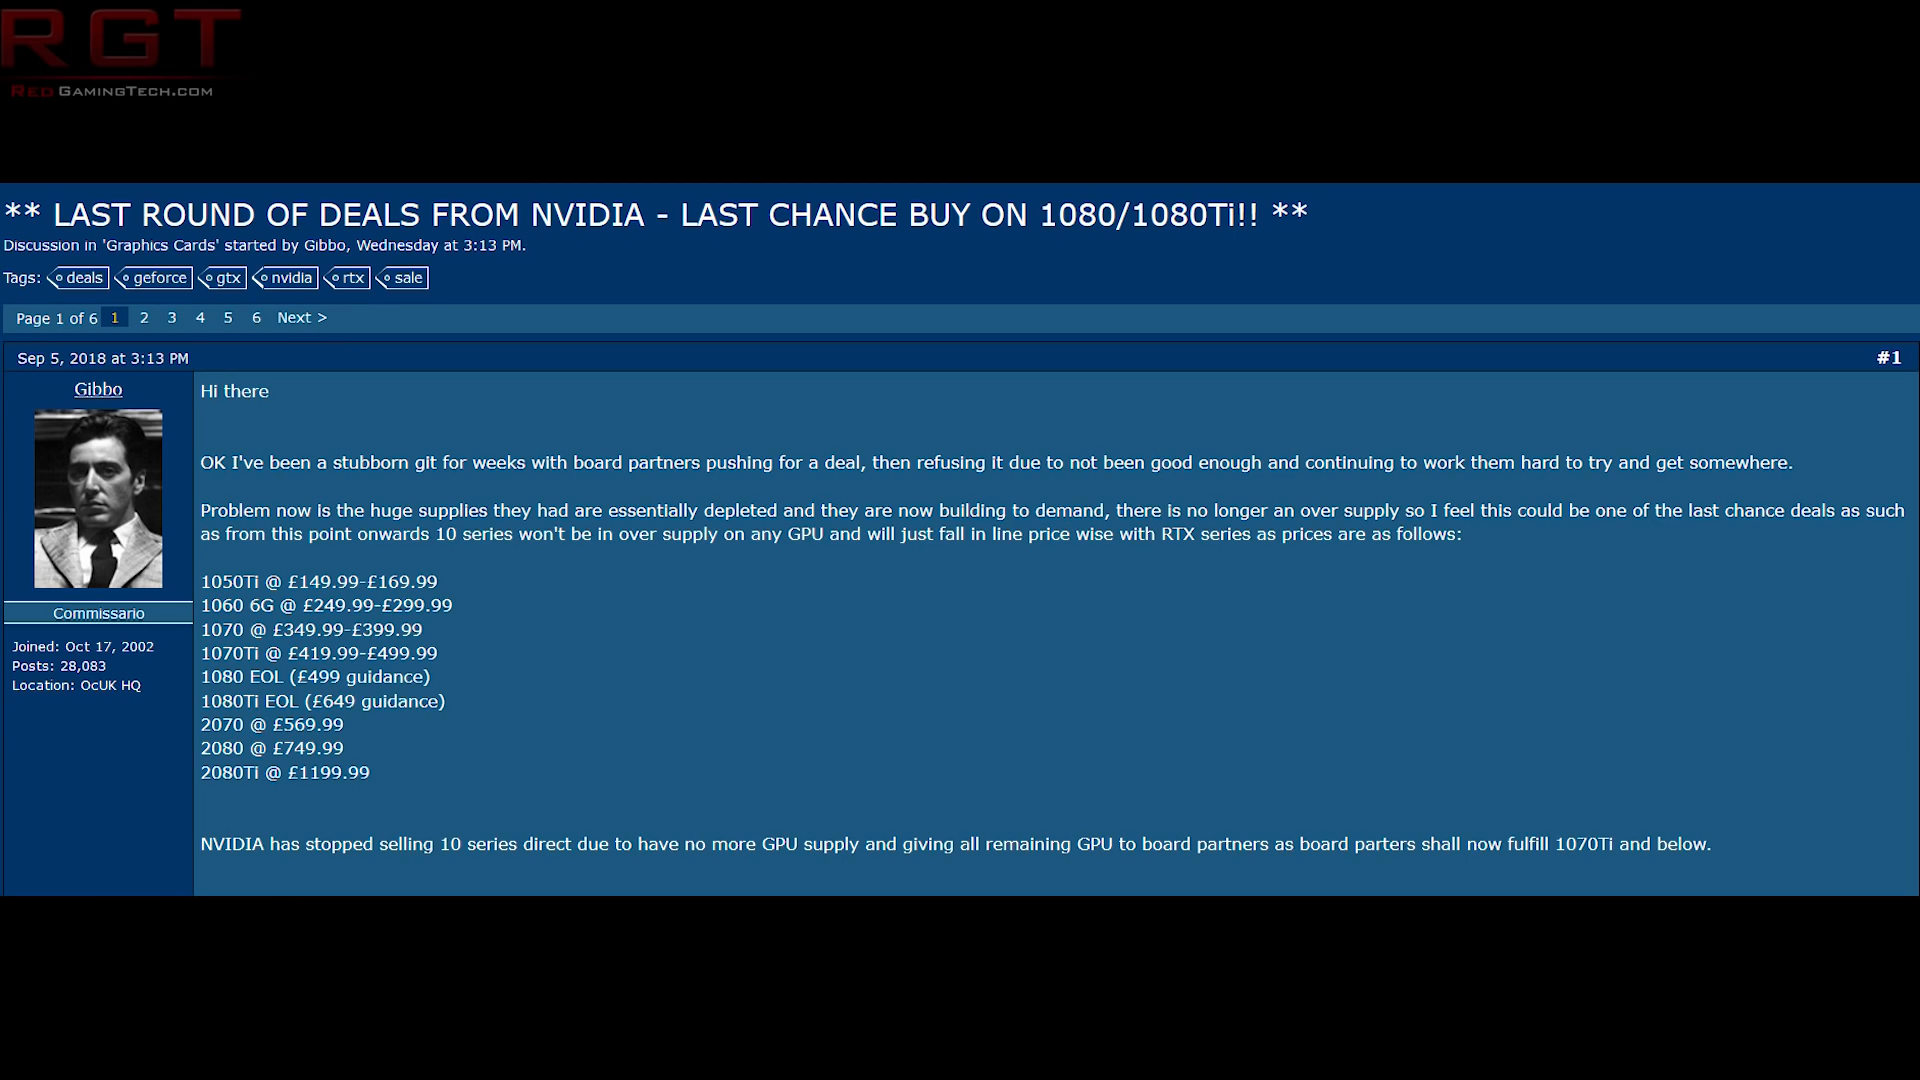 RGT
RedGamingTech.com
** LAST ROUND OF DEALS FROM NVIDIA - LAST CHANCE BUY ON 1080/1080Ti!! **
Discussion in 'Graphics Cards' started by Gibbo, Wednesday at 3:13 PM.
Tags: deals geforce gtx nvidia rtx sale
Page 1 of 6 1 2 3 4 5 6 Next >
Sep 5, 2018 at 3:13 PM #1
Gibbo
Commissario
Joined: Oct 17, 2002
Posts: 28,083
Location: OcUK HQ
Hi there
OK I've been a stubborn git for weeks with board partners pushing for a deal, then refusing it due to not been good enough and continuing to work them hard to try and get somewhere.
Problem now is the huge supplies they had are essentially depleted and they are now building to demand, there is no longer an over supply so I feel this could be one of the last chance deals as such
as from this point onwards 10 series won't be in over supply on any GPU and will just fall in line price wise with RTX series as prices are as follows:
1050Ti @ £149.99-£169.99
1060 6G @ £249.99-£299.99
1070 @ £349.99-£399.99
1070Ti @ £419.99-£499.99
1080 EOL (£499 guidance)
1080Ti EOL (£649 guidance)
2070 @ £569.99
2080 @ £749.99
2080Ti @ £1199.99
NVIDIA has stopped selling 10 series direct due to have no more GPU supply and giving all remaining GPU to board partners as board parters shall now fulfill 1070Ti and below.